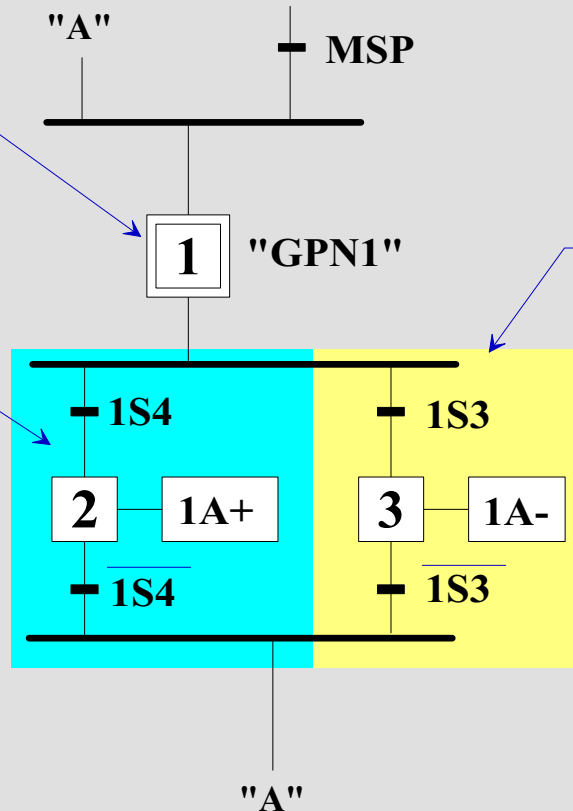 "A"
MSP
1
"GPN1"
1S4
1S3
2
1A+
3
1A-
1S4̅
1S3̅
"A"